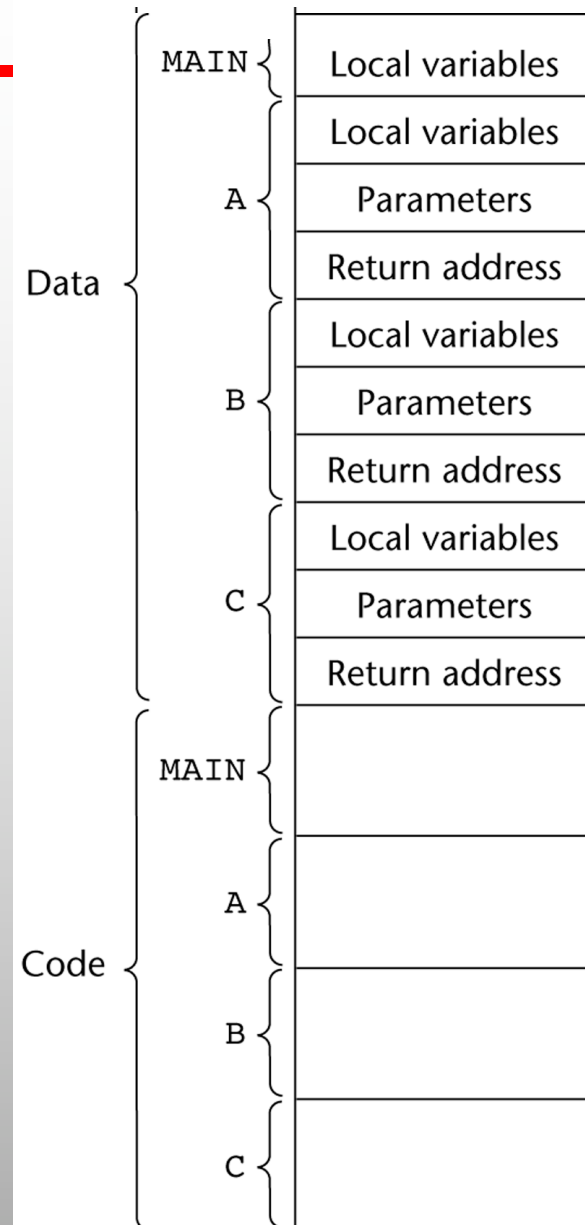 MAIN Local variables
Local variables
A Parameters
Data Return address
Local variables
B Parameters
Return address
Local variables
C Parameters
Return address
MAIN
A
Code
B
C